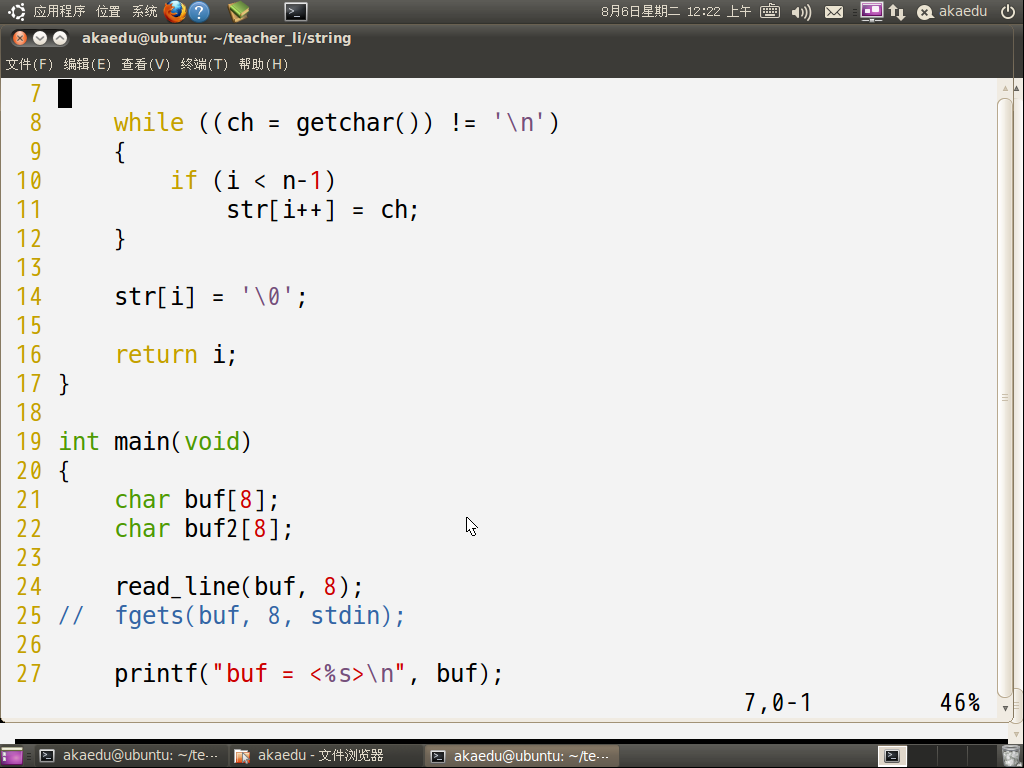 应用程序 位置 系统 8月6日星期二 12:22 上午 akaedu
akaedu@ubuntu: ~/teacher_li/string
文件(F) 编辑(E) 查看(V) 终端(T) 帮助(H)
7
8     while ((ch = getchar()) != '\n')
9     {
10         if (i < n-1)
11             str[i++] = ch;
12     }
13
14     str[i] = '\0';
15
16     return i;
17 }
18
19 int main(void)
20 {
21     char buf[8];
22     char buf2[8];
23
24     read_line(buf, 8);
25 //  fgets(buf, 8, stdin);
26
27     printf("buf = <%s>\n", buf);
7,0-1 46%
akaedu@ubuntu: ~/te··· akaedu - 文件浏览器 akaedu@ubuntu: ~/te···